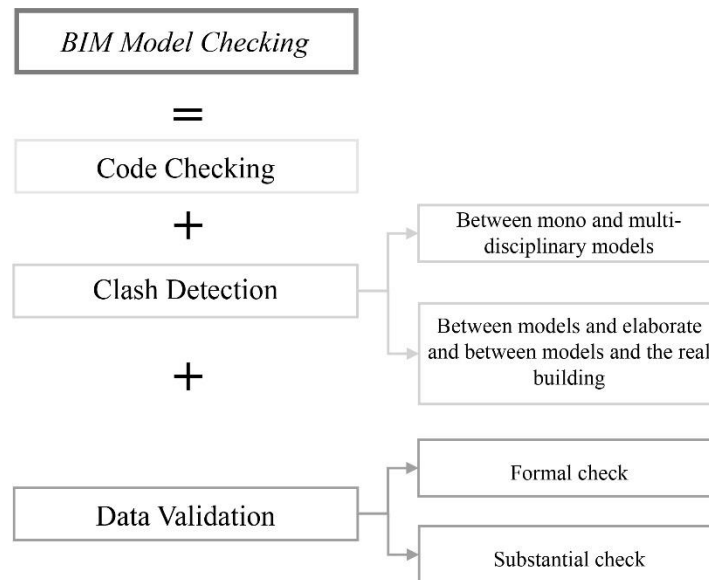 BIM Model Checking
=
Code Checking
+
Clash Detection
Between mono and multi-
disciplinary models
Between models and elaborate
and between models and the real
building
+
Data Validation
Formal check
Substantial check